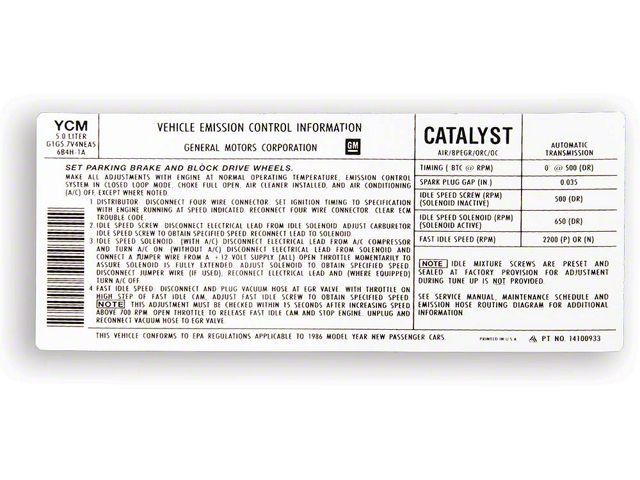 YCM
5.0 LITER
G1G5.7V4NEA5
6B4H-1A
VEHICLE EMISSION CONTROL INFORMATION
GENERAL MOTORS CORPORATION
GM
SET PARKING BRAKE AND BLOCK DRIVE WHEELS.
MAKE ALL ADJUSTMENTS WITH ENGINE AT NORMAL OPERATING TEMPERATURE, EMISSION CONTROL
SYSTEM IN CLOSED LOOP MODE, CHOKE FULL OPEN, AIR CLEANER INSTALLED, AND AIR CONDITIONING
(A/C) OFF, EXCEPT WHERE NOTED.
1 DISTRIBUTOR. DISCONNECT FOUR WIRE CONNECTOR. SET IGNITION TIMING TO SPECIFICATION
WITH ENGINE RUNNING AT SPEED INDICATED. RECONNECT FOUR WIRE CONNECTOR. CLEAR ECM
TROUBLE CODE
2 IDLE SPEED SCREW. DISCONNECT ELECTRICAL LEAD FROM IDLE SOLENOID. ADJUST CARBURETOR
IDLE SPEED SCREW TO OBTAIN SPECIFIED SPEED. RECONNECT LEAD TO SOLENOID.
3 IDLE SPEED SOLENOID (WITH A/C) DISCONNECT ELECTRICAL LEAD FROM A/C COMPRESSOR
AND TURN A/C ON (WITHOUT A/C) DISCONNECT ELECTRICAL LEAD FROM SOLENOID AND
CONNECT A JUMPER WIRE FROM A +12 VOLT SUPPLY (ALL) OPEN THROTTLE MOMENTARILY TO
ASSURE SOLENOID IS FULLY EXTENDED. ADJUST SOLENOID TO OBTAIN SPECIFIED SPEED.
DISCONNECT JUMPER WIRE (IF USED). RECONNECT ELECTRICAL LEAD AND (WHERE EQUIPPED)
TURN A/C OFF.
4 FAST IDLE SPEED: DISCONNECT AND PLUG VACUUM HOSE AT EGR VALVE. WITH THROTTLE ON
HIGH STEP OF FAST IDLE CAM, ADJUST FAST IDLE SCREW TO OBTAIN SPECIFIED SPEED.
NOTE THIS ADJUSTMENT MUST BE CHECKED WITHIN 15 SECONDS AFTER INCREASING SPEED
ABOVE 700 RPM. OPEN THROTTLE TO RELEASE FAST IDLE CAM AND STOP ENGINE. UNPLUG AND
RECONNECT VACUUM HOSE TO EGR VALVE.
THIS VEHICLE CONFORMS TO EPA REGULATIONS APPLICABLE TO 1986 MODEL YEAR NEW PASSENGER CARS.
CATALYST
AIR/BPEGR/ORC/OC
AUTOMATIC
TRANSMISSION
TIMING ( BTC @ RPM) 0 @ 500 (DR)
SPARK PLUG GAP (IN.) 0.035
IDLE SPEED SCREW (RPM)
(SOLENOID INACTIVE) 500 (DR)
IDLE SPEED SOLENOID (RPM)
(SOLENOID ACTIVE) 650 (DR)
FAST IDLE SPEED (RPM) 2200 (P) OR (N)
NOTE IDLE MIXTURE SCREWS ARE PRESET AND
SEALED AT FACTORY PROVISION FOR ADJUSTMENT
DURING TUNE UP IS NOT PROVIDED.
SEE SERVICE MANUAL, MAINTENANCE SCHEDULE AND
EMISSION HOSE ROUTING DIAGRAM FOR ADDITIONAL
INFORMATION
PRINTED IN U.S.A. PT NO. 14100933